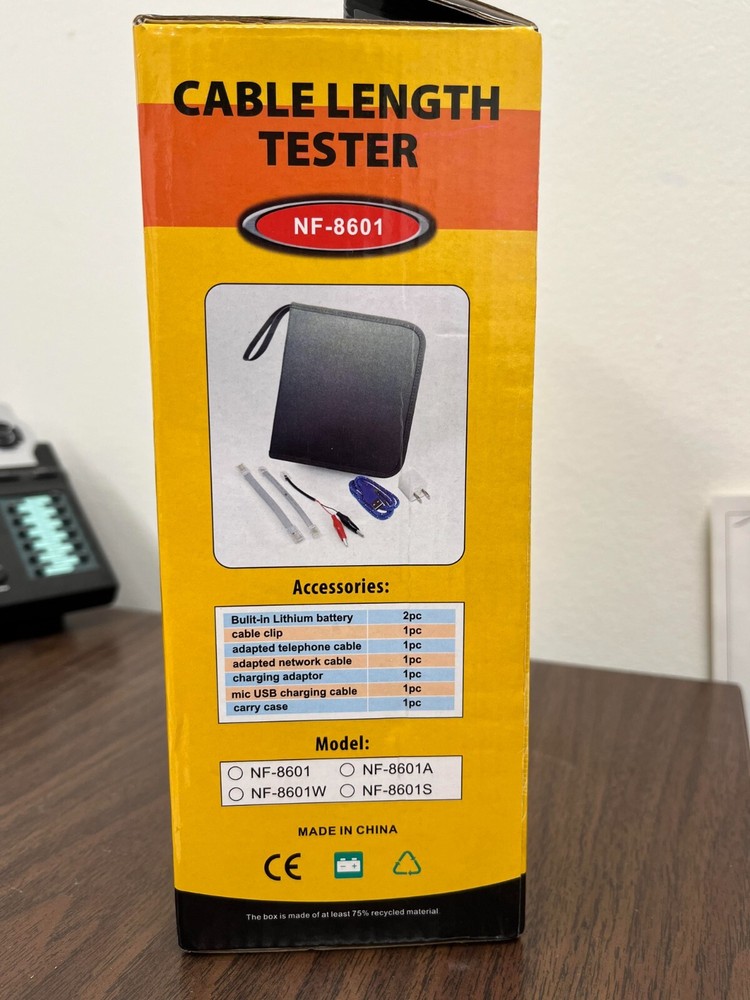 CABLE LENGTH
TESTER
NF-8601
Accessories:
Bulit-in Lithium battery 2pc
cable clip 1pc
adapted telephone cable 1pc
adapted network cable 1pc
charging adaptor 1pc
mic USB charging cable 1pc
carry case 1pc
Model:
NF-8601 NF-8601A
NF-8601W NF-8601S
MADE IN CHINA
CE
- +
The box is made of at least 75% recycled material